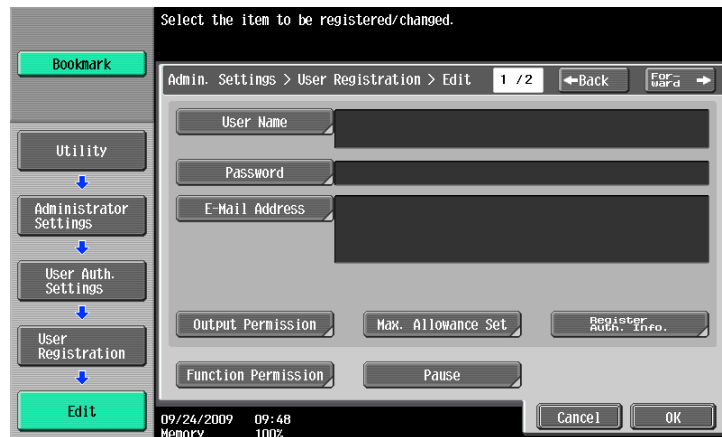 Select the item to be registered/changed.
Bookmark
Admin. Settings > User Registration > Edit
1 /2
←Back
For-
ward →
User Name
Password
E-Mail Address
Utility
Administrator
Settings
User Auth.
Settings
User
Registration
Edit
Output Permission
Max. Allowance Set
Register
Auth. Info.
Function Permission
Pause
09/24/2009 09:48
Memory 100%
Cancel
OK